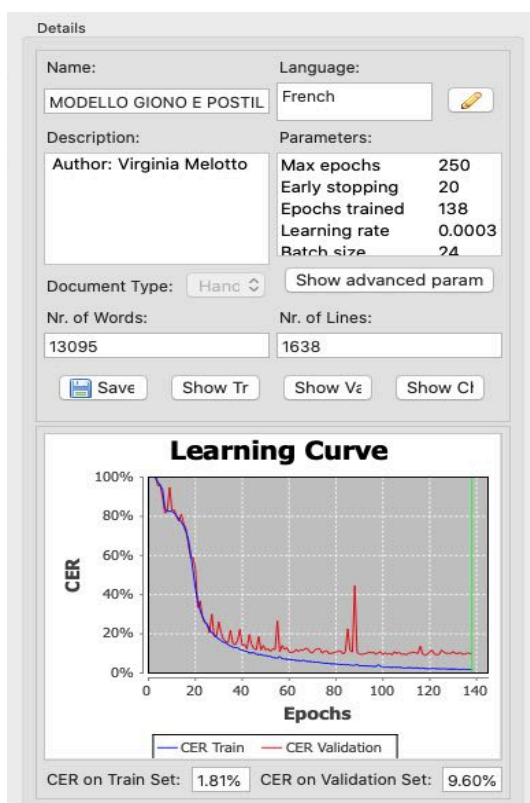 Details
Name: Language:
MODELLO GIONO E POSTIL French
Description: Parameters:
Author: Virginia Melotto
Max epochs 250
Early stopping 20
Epochs trained 138
Learning rate 0.0003
Batch size 24
Document Type: Hanc Show advanced param
Nr. of Words: Nr. of Lines:
13095 1638
Save Show Tr Show Va Show Cl
Learning Curve
100%
80%
60%
40%
20%
0%
CER
0 20 40 60 80 100 120 140
Epochs
CER Train CER Validation
CER on Train Set: 1.81% CER on Validation Set: 9.60%